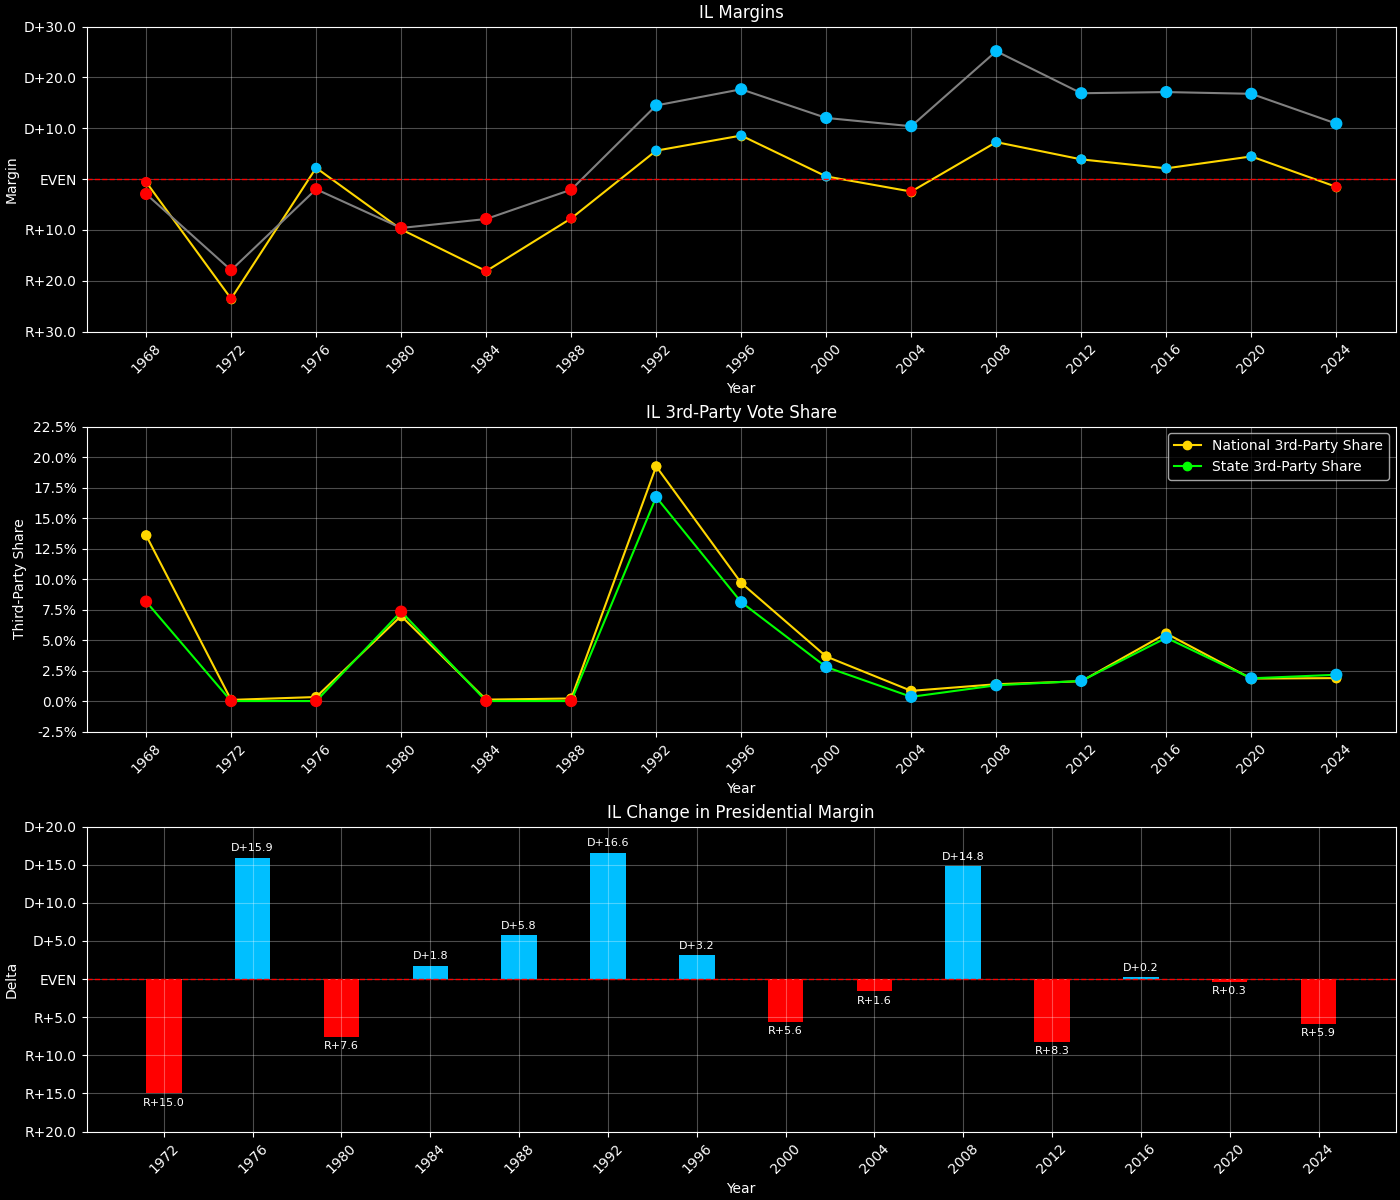 IL Margins
D+30.0
D+20.0
D+10.0
EVEN
R+10.0
R+20.0
R+30.0
Margin
1968 1972 1976 1980 1984 1988 1992 1996 2000 2004 2008 2012 2016 2020 2024
Year
IL 3rd-Party Vote Share
22.5%
20.0%
17.5%
15.0%
12.5%
10.0%
7.5%
5.0%
2.5%
0.0%
-2.5%
Third-Party Share
National 3rd-Party Share
State 3rd-Party Share
1968 1972 1976 1980 1984 1988 1992 1996 2000 2004 2008 2012 2016 2020 2024
Year
IL Change in Presidential Margin
D+20.0
D+15.0
D+10.0
D+5.0
EVEN
R+5.0
R+10.0
R+15.0
R+20.0
Delta
R+15.0
D+15.9
R+7.6
D+1.8
D+5.8
D+16.6
D+3.2
R+5.6
R+1.6
D+14.8
R+8.3
D+0.2
R+0.3
R+5.9
1972 1976 1980 1984 1988 1992 1996 2000 2004 2008 2012 2016 2020 2024
Year